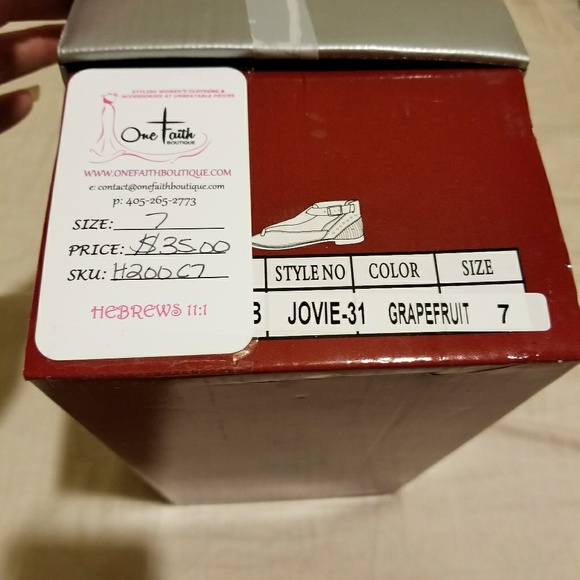 STYLISH WOMEN'S CLOTHING &
ACCESSORIES AT UNBEATABLE PRICES
One Faith
BOUTIQUE
WWW.ONEFAITHBOUTIQUE.COM
e: contact@onefaithboutique.com
p: 405-265-2773
SIZE: 7
PRICE: $35.00
SKU: H200C7
HEBREWS 11:1
STYLE NO COLOR SIZE
B JOVIE-31 GRAPEFRUIT 7